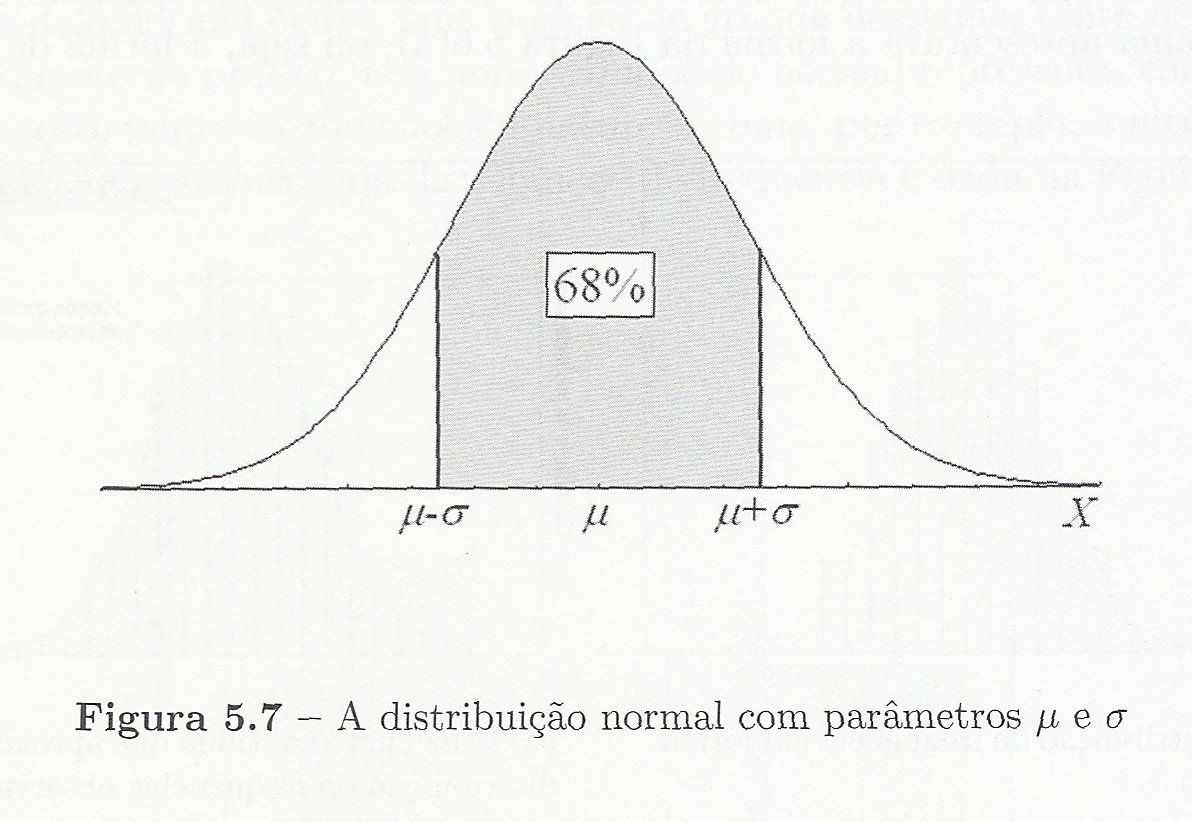 68%
μ-σ μ μ+σ X
Figura 5.7 – A distribuição normal com parâmetros μ e σ